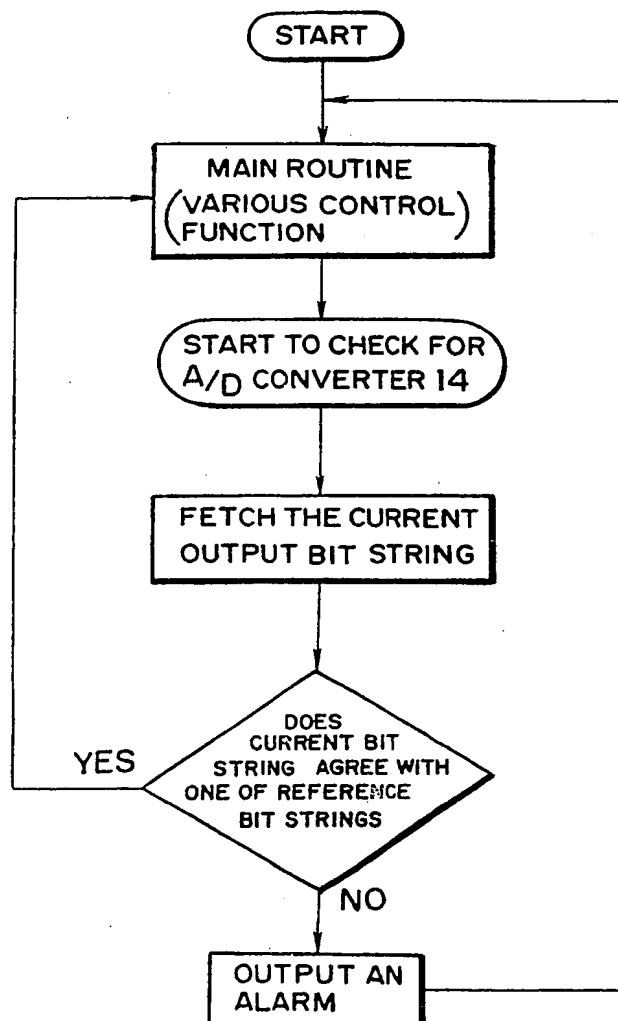 START
MAIN ROUTINE
(VARIOUS CONTROL
FUNCTION)
START TO CHECK FOR
A/D CONVERTER 14
FETCH THE CURRENT
OUTPUT BIT STRING
DOES
CURRENT BIT
STRING AGREE WITH
ONE OF REFERENCE
BIT STRINGS
YES
NO
OUTPUT AN
ALARM